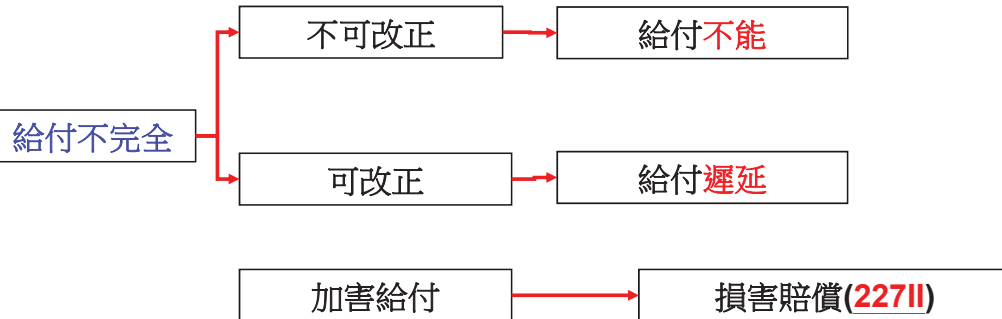 不可改正
給付不能
給付不完全
可改正
給付遲延
加害給付
損害賠償(227II)